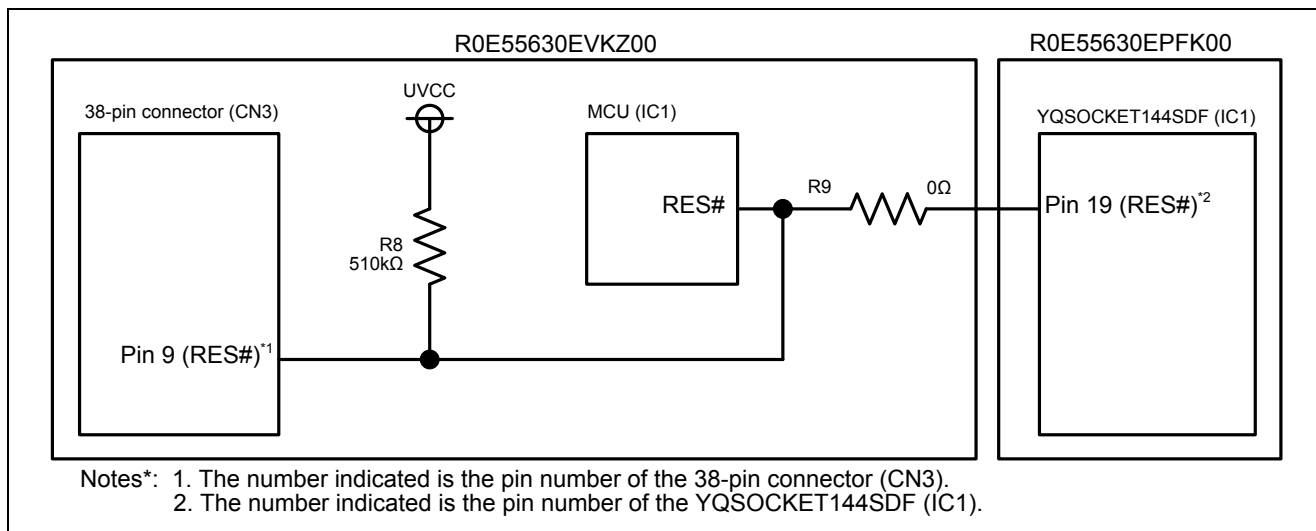 R0E55630EVKZ00
R0E55630EPFK00
38-pin connector (CN3)
UVCC
MCU (IC1)
YQSOCKET144SDF (IC1)
RES#
R9
0Ω
Pin 19 (RES#)*2
R8
510kΩ
Pin 9 (RES#)*1
Notes*: 1. The number indicated is the pin number of the 38-pin connector (CN3).
2. The number indicated is the pin number of the YQSOCKET144SDF (IC1).